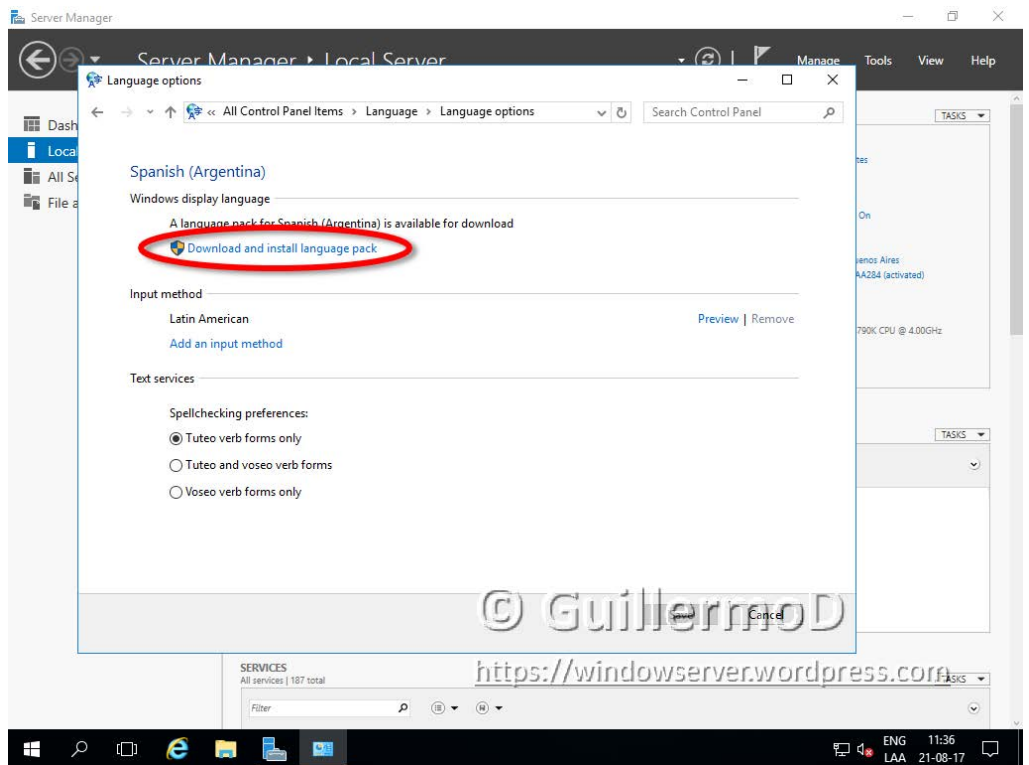 Server Manager
Server Manager ▸ Local Server
Manage Tools View Help
Language options
« All Control Panel Items > Language > Language options
Search Control Panel
Dash
Local
All Se
File a
TASKS
Spanish (Argentina)
Windows display language
A language pack for Spanish (Argentina) is available for download
Download and install language pack
On
uenos Aires
AA284 (activated)
Input method
Latin American
Preview | Remove
Add an input method
790K CPU @ 4.00GHz
Text services
Spellchecking preferences:
Tuteo verb forms only
Tuteo and voseo verb forms
Voseo verb forms only
TASKS
Save
Cancel
© GuillermoD
https://windowserver.wordpress.com
SERVICES
All services | 187 total
TASKS
Filter
ENG
LAA
11:36
21-08-17